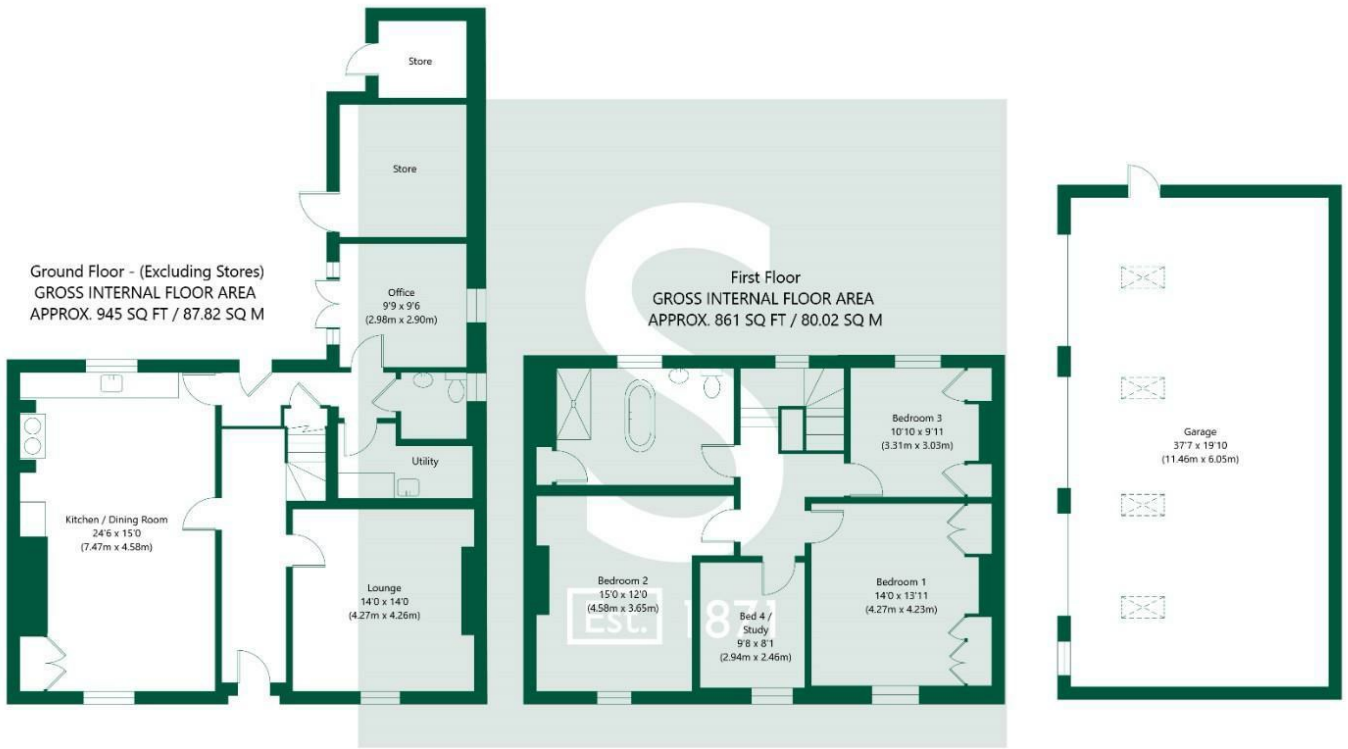 Store
Store
Ground Floor - (Excluding Stores)
GROSS INTERNAL FLOOR AREA
APPROX. 945 SQ FT / 87.82 SQ M
Office
9'9 x 9'6
(2.98m x 2.90m)
Utility
Kitchen / Dining Room
24'6 x 15'0
(7.47m x 4.58m)
Lounge
14'0 x 14'0
(4.27m x 4.26m)
First Floor
GROSS INTERNAL FLOOR AREA
APPROX. 861 SQ FT / 80.02 SQ M
Bedroom 3
10'10 x 9'11
(3.31m x 3.03m)
Bedroom 2
15'0 x 12'0
(4.58m x 3.65m)
Bed 4 /
Study
9'8 x 8'1
(2.94m x 2.46m)
Bedroom 1
14'0 x 13'11
(4.27m x 4.23m)
Garage
37'7 x 19'10
(11.46m x 6.05m)
S
Est. 1871